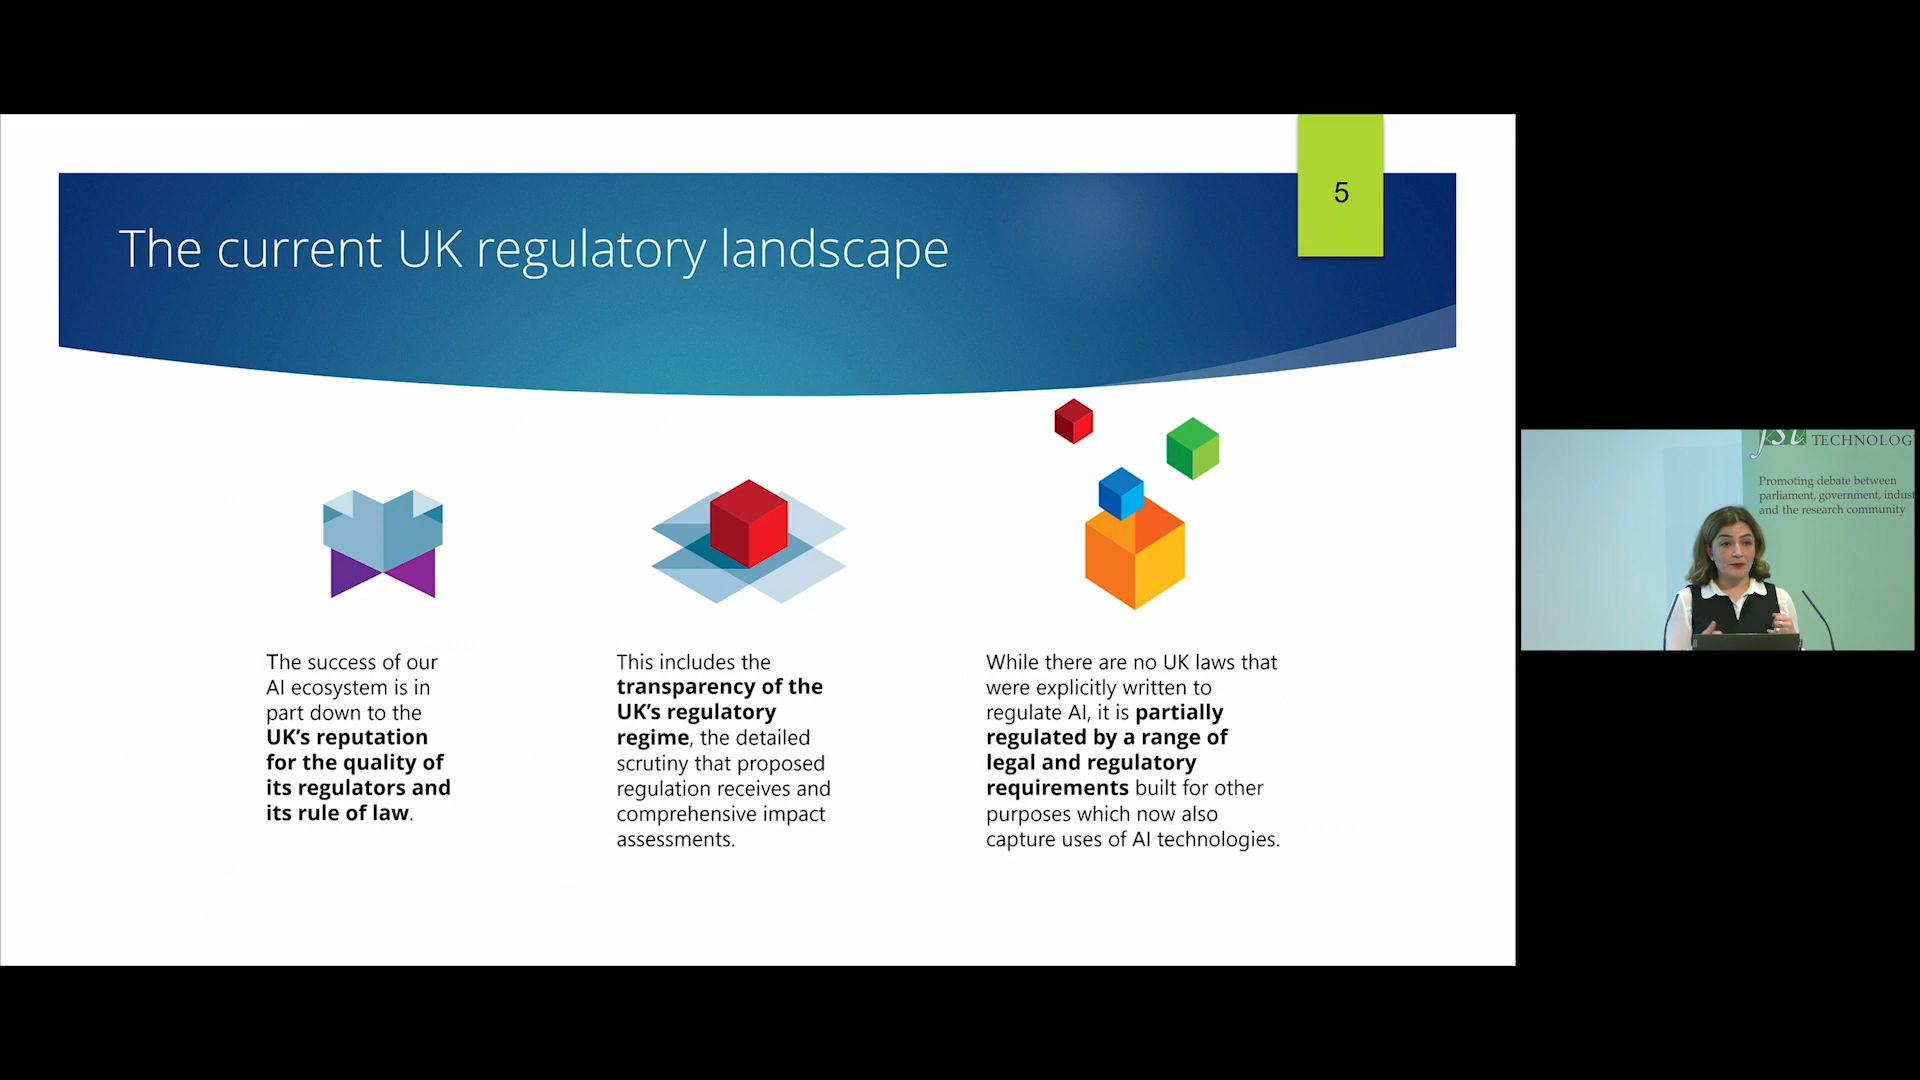 5
The current UK regulatory landscape
The success of our
AI ecosystem is in
part down to the
UK's reputation
for the quality of
its regulators and
its rule of law.
This includes the
transparency of the
UK's regulatory
regime, the detailed
scrutiny that proposed
regulation receives and
comprehensive impact
assessments.
While there are no UK laws that
were explicitly written to
regulate AI, it is partially
regulated by a range of
legal and regulatory
requirements built for other
purposes which now also
capture uses of AI technologies.
fst TECHNOLOG
Promoting debate between
parliament, government, indust
and the research community